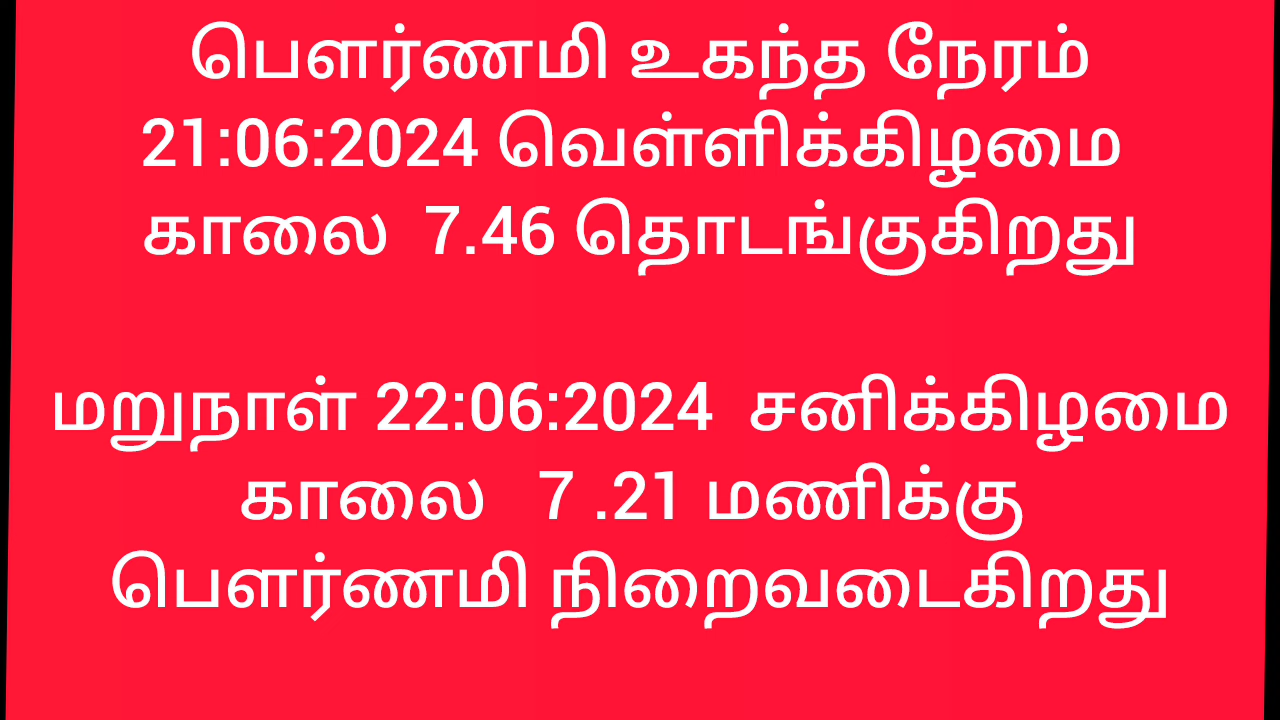 பௌர்ணமி உகந்த நேரம்
21:06:2024 வெள்ளிக்கிழமை
காலை 7.46 தொடங்குகிறது
மறுநாள் 22:06:2024 சனிக்கிழமை
காலை 7 .21 மணிக்கு
பௌர்ணமி நிறைவடைகிறது